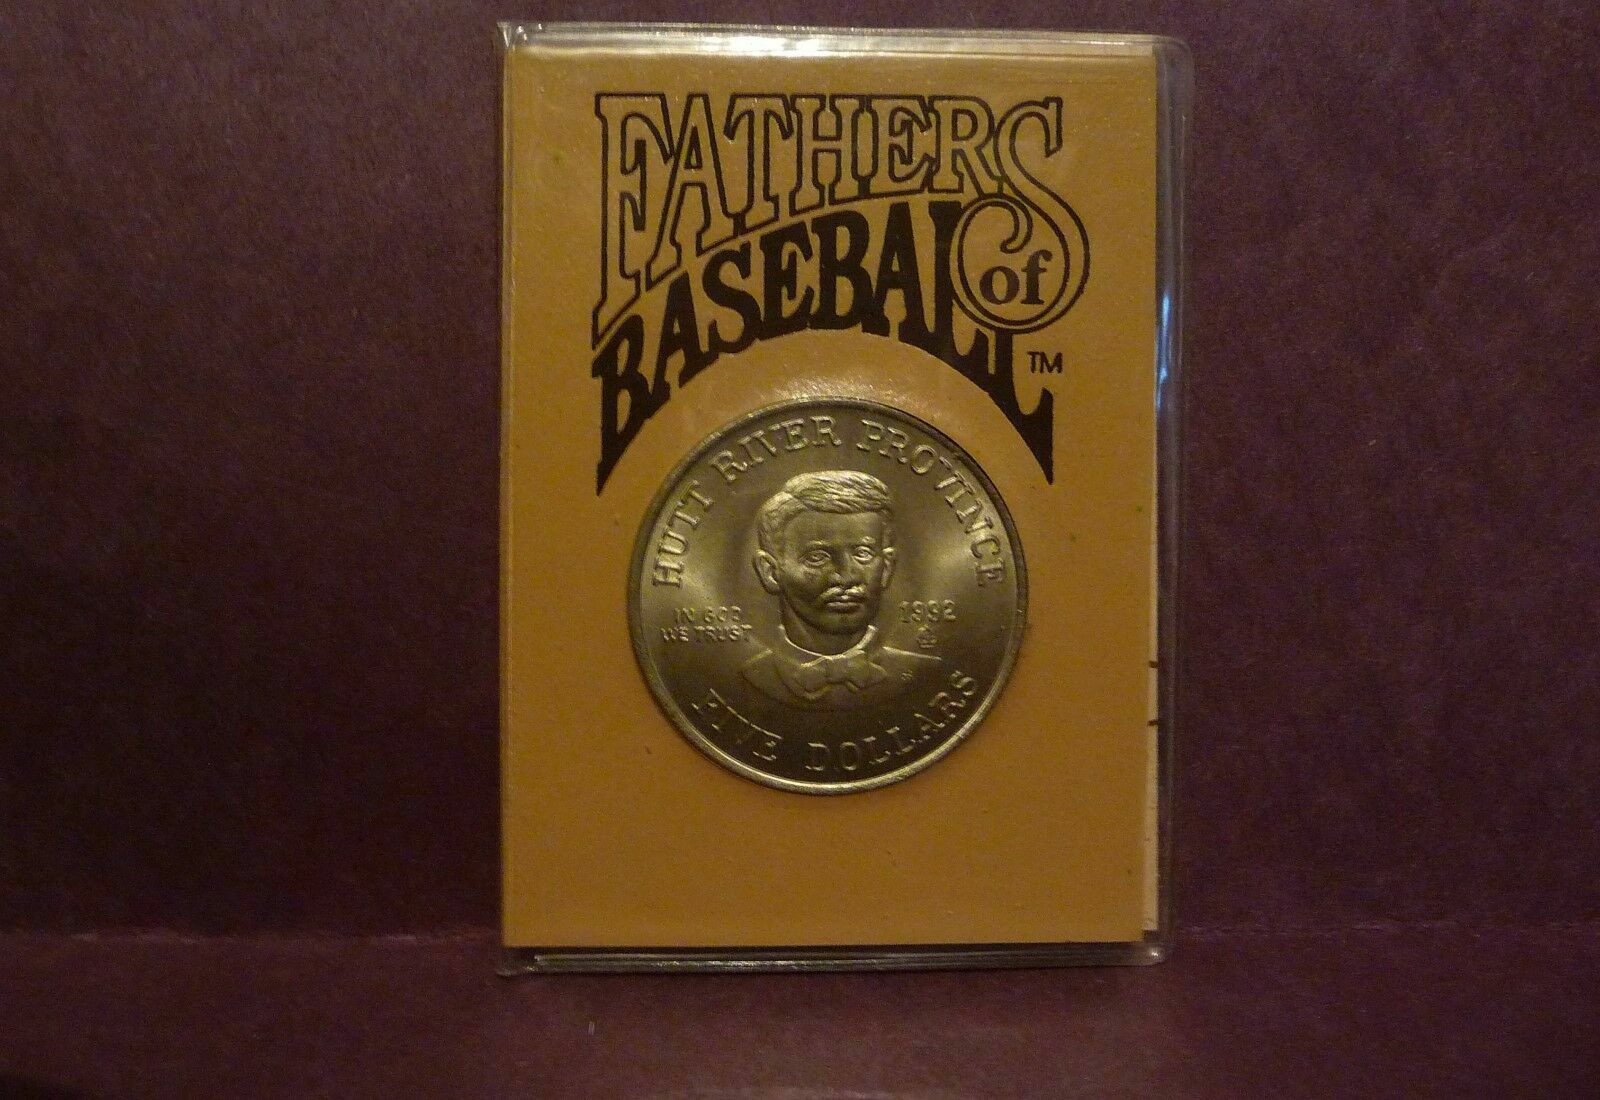 FATHERS
of
BASEBALL
TM
HUTT RIVER PROVINCE
IN GOD
WE TRUST
1992
FIVE DOLLARS